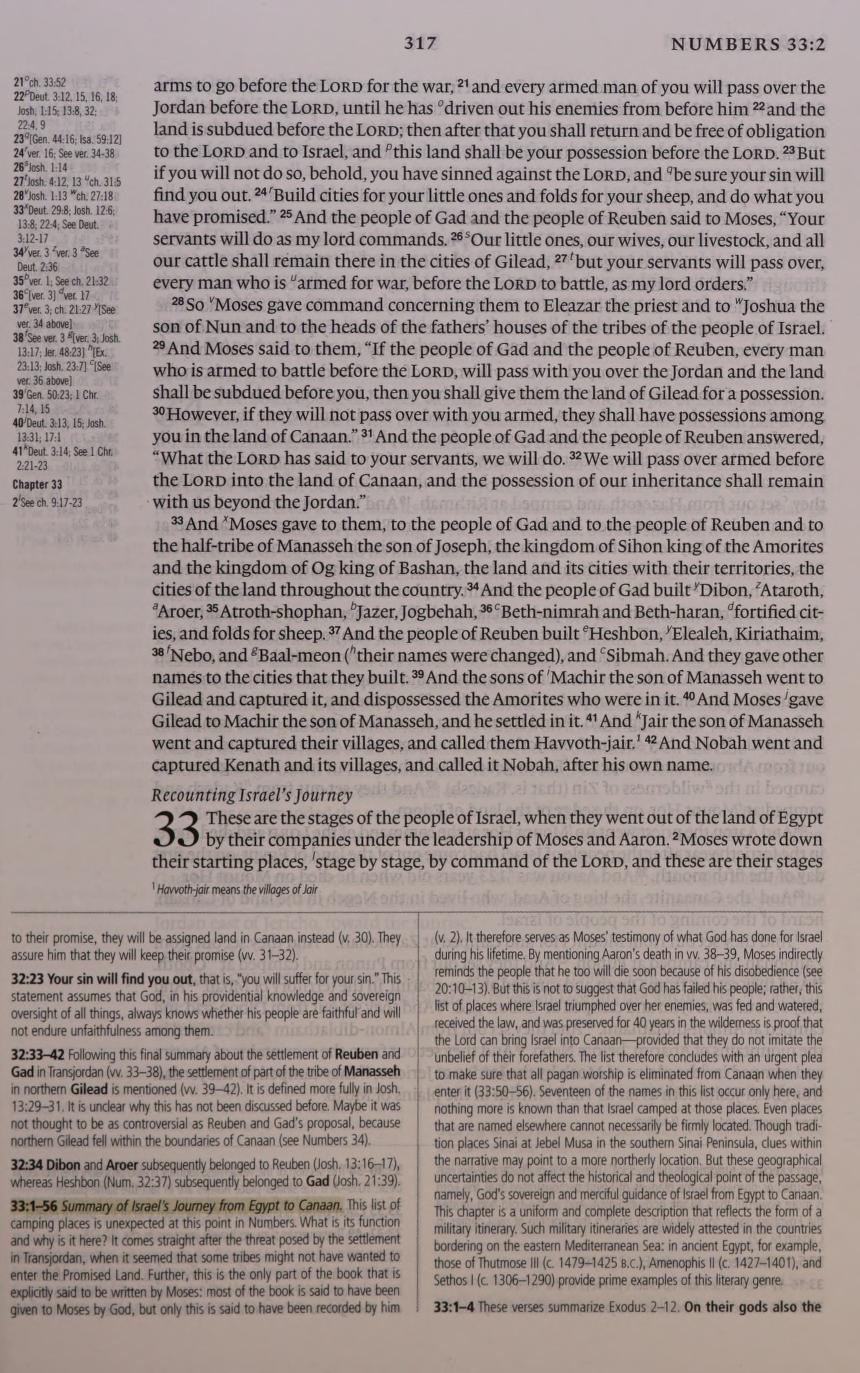 317
NUMBERS 33:2
21 o ch. 33:52
22 p Deut. 3:12, 15, 16, 18;
Josh. 1:15; 13:8, 32;
22:4, 9
23 q [Gen. 44:16; Isa. 59:12]
24 r ver. 16; See ver. 34-38
26 s Josh. 1:14
27 t Josh. 4:12, 13 u ch. 31:5
28 v Josh. 1:13 w ch. 27:18
33 x Deut. 29:8; Josh. 12:6;
13:8; 22:4; See Deut.
3:12-17
34 y ver. 3 z ver. 3 a See
Deut. 2:36
35 b ver. 1; See ch. 21:32
36 c [ver. 3] d ver. 17
37 e ver. 3; ch. 21:27 y [See
ver. 34 above]
38 f See ver. 3 g [ver. 3; Josh.
13:17; Jer. 48:23] h [Ex.
23:13; Josh. 23:7] c [See
ver. 36 above]
39 i Gen. 50:23; 1 Chr.
7:14, 15
40 j Deut. 3:13, 15; Josh.
13:31; 17:1
41 k Deut. 3:14; See 1 Chr.
2:21-23
Chapter 33
2 l See ch. 9:17-23
arms to go before the LORD for the war, 21 and every armed man of you will pass over the
Jordan before the LORD, until he has o driven out his enemies from before him 22 and the
land is subdued before the LORD; then after that you shall return and be free of obligation
to the LORD and to Israel, and p this land shall be your possession before the LORD. 23 But
if you will not do so, behold, you have sinned against the LORD, and q be sure your sin will
find you out. 24 r Build cities for your little ones and folds for your sheep, and do what you
have promised.” 25 And the people of Gad and the people of Reuben said to Moses, “Your
servants will do as my lord commands. 26 s Our little ones, our wives, our livestock, and all
our cattle shall remain there in the cities of Gilead, 27 t but your servants will pass over,
every man who is u armed for war, before the LORD to battle, as my lord orders.”
28 So v Moses gave command concerning them to Eleazar the priest and to w Joshua the
son of Nun and to the heads of the fathers’ houses of the tribes of the people of Israel.
29 And Moses said to them, “If the people of Gad and the people of Reuben, every man
who is armed to battle before the LORD, will pass with you over the Jordan and the land
shall be subdued before you, then you shall give them the land of Gilead for a possession.
30 However, if they will not pass over with you armed, they shall have possessions among
you in the land of Canaan.” 31 And the people of Gad and the people of Reuben answered,
“What the LORD has said to your servants, we will do. 32 We will pass over armed before
the LORD into the land of Canaan, and the possession of our inheritance shall remain
with us beyond the Jordan.”
33 And x Moses gave to them, to the people of Gad and to the people of Reuben and to
the half-tribe of Manasseh the son of Joseph, the kingdom of Sihon king of the Amorites
and the kingdom of Og king of Bashan, the land and its cities with their territories, the
cities of the land throughout the country. 34 And the people of Gad built y Dibon, z Ataroth,
a Aroer, 35 Atroth-shophan, b Jazer, Jogbehah, 36 c Beth-nimrah and Beth-haran, d fortified cit-
ies, and folds for sheep. 37 And the people of Reuben built e Heshbon, y Elealeh, Kiriathaim,
38 f Nebo, and g Baal-meon (h their names were changed), and c Sibmah. And they gave other
names to the cities that they built. 39 And the sons of i Machir the son of Manasseh went to
Gilead and captured it, and dispossessed the Amorites who were in it. 40 And Moses j gave
Gilead to Machir the son of Manasseh, and he settled in it. 41 And k Jair the son of Manasseh
went and captured their villages, and called them Havvoth-jair. 1 42 And Nobah went and
captured Kenath and its villages, and called it Nobah, after his own name.
Recounting Israel’s Journey
33 These are the stages of the people of Israel, when they went out of the land of Egypt
by their companies under the leadership of Moses and Aaron. 2 Moses wrote down
their starting places, l stage by stage, by command of the LORD, and these are their stages
1 Havvoth-jair means the villages of Jair
to their promise, they will be assigned land in Canaan instead (v. 30). They
assure him that they will keep their promise (vv. 31–32).
32:23 Your sin will find you out, that is, “you will suffer for your sin.” This
statement assumes that God, in his providential knowledge and sovereign
oversight of all things, always knows whether his people are faithful and will
not endure unfaithfulness among them.
32:33–42 Following this final summary about the settlement of Reuben and
Gad in Transjordan (vv. 33–38), the settlement of part of the tribe of Manasseh
in northern Gilead is mentioned (vv. 39–42). It is defined more fully in Josh.
13:29–31. It is unclear why this has not been discussed before. Maybe it was
not thought to be as controversial as Reuben and Gad’s proposal, because
northern Gilead fell within the boundaries of Canaan (see Numbers 34).
32:34 Dibon and Aroer subsequently belonged to Reuben (Josh. 13:16–17),
whereas Heshbon (Num. 32:37) subsequently belonged to Gad (Josh. 21:39).
33:1–56 Summary of Israel’s Journey from Egypt to Canaan. This list of
camping places is unexpected at this point in Numbers. What is its function
and why is it here? It comes straight after the threat posed by the settlement
in Transjordan, when it seemed that some tribes might not have wanted to
enter the Promised Land. Further, this is the only part of the book that is
explicitly said to be written by Moses: most of the book is said to have been
given to Moses by God, but only this is said to have been recorded by him
(v. 2). It therefore serves as Moses’ testimony of what God has done for Israel
during his lifetime. By mentioning Aaron’s death in vv. 38–39, Moses indirectly
reminds the people that he too will die soon because of his disobedience (see
20:10–13). But this is not to suggest that God has failed his people; rather, this
list of places where Israel triumphed over her enemies, was fed and watered,
received the law, and was preserved for 40 years in the wilderness is proof that
the Lord can bring Israel into Canaan—provided that they do not imitate the
unbelief of their forefathers. The list therefore concludes with an urgent plea
to make sure that all pagan worship is eliminated from Canaan when they
enter it (33:50–56). Seventeen of the names in this list occur only here, and
nothing more is known than that Israel camped at those places. Even places
that are named elsewhere cannot necessarily be firmly located. Though tradi-
tion places Sinai at Jebel Musa in the southern Sinai Peninsula, clues within
the narrative may point to a more northerly location. But these geographical
uncertainties do not affect the historical and theological point of the passage,
namely, God’s sovereign and merciful guidance of Israel from Egypt to Canaan.
This chapter is a uniform and complete description that reflects the form of a
military itinerary. Such military itineraries are widely attested in the countries
bordering on the eastern Mediterranean Sea: in ancient Egypt, for example,
those of Thutmose III (c. 1479–1425 B.C.), Amenophis II (c. 1427–1401), and
Sethos I (c. 1306–1290) provide prime examples of this literary genre.
33:1–4 These verses summarize Exodus 2–12. On their gods also the